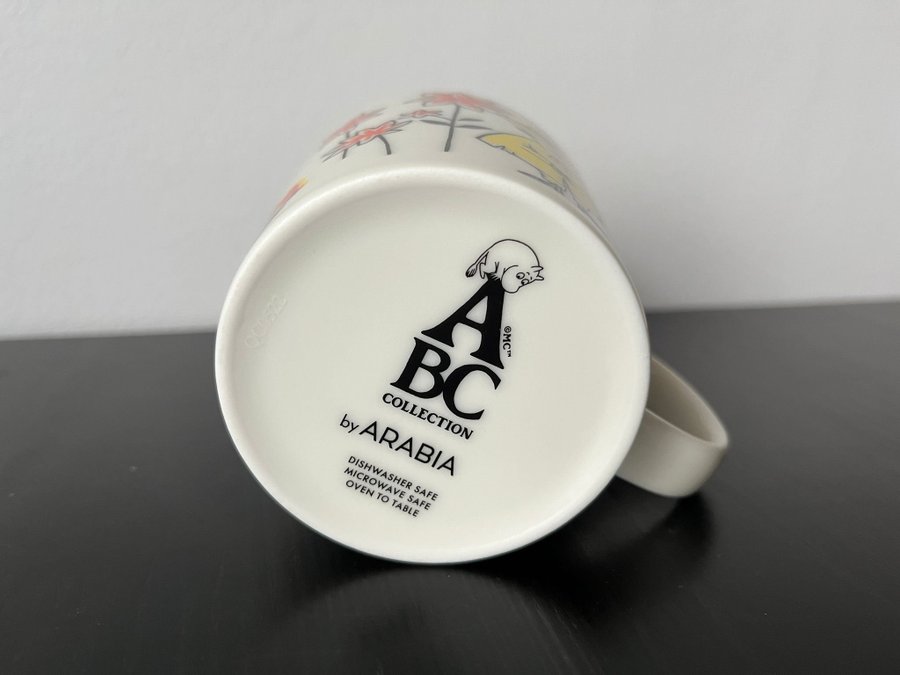 A
©MC™
BC
COLLECTION
by ARABIA
DISHWASHER SAFE
MICROWAVE SAFE
OVEN TO TABLE